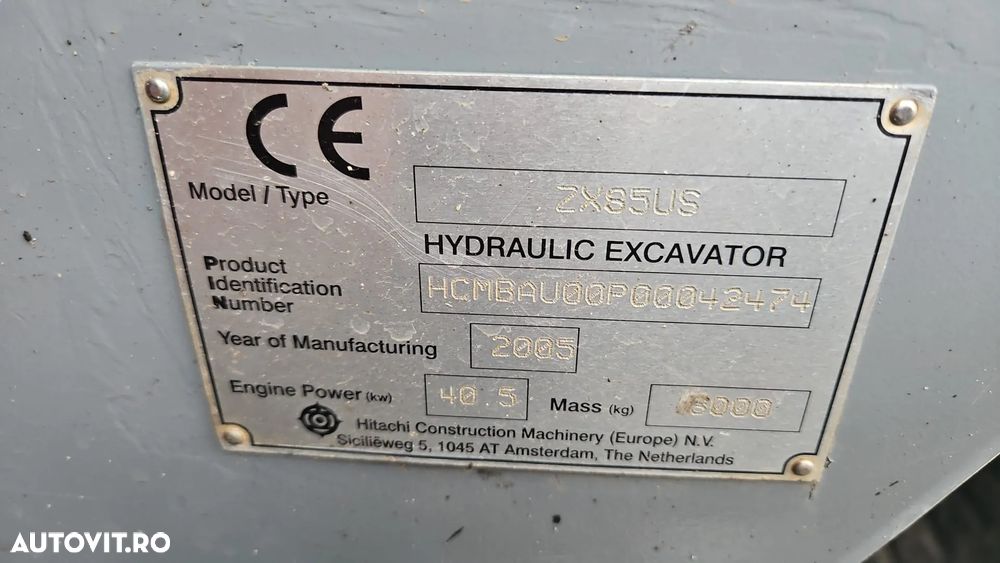 CE
Model / Type ZX85US
HYDRAULIC EXCAVATOR
Product
Identification HCMBAU00P00042474
Number
Year of Manufacturing 2005
Engine Power (kw) 40 5 Mass (kg)
Hitachi Construction Machinery (Europe) N.V.
Siciliëweg 5, 1045 AT Amsterdam, The Netherlands
AUTOVIT.RO